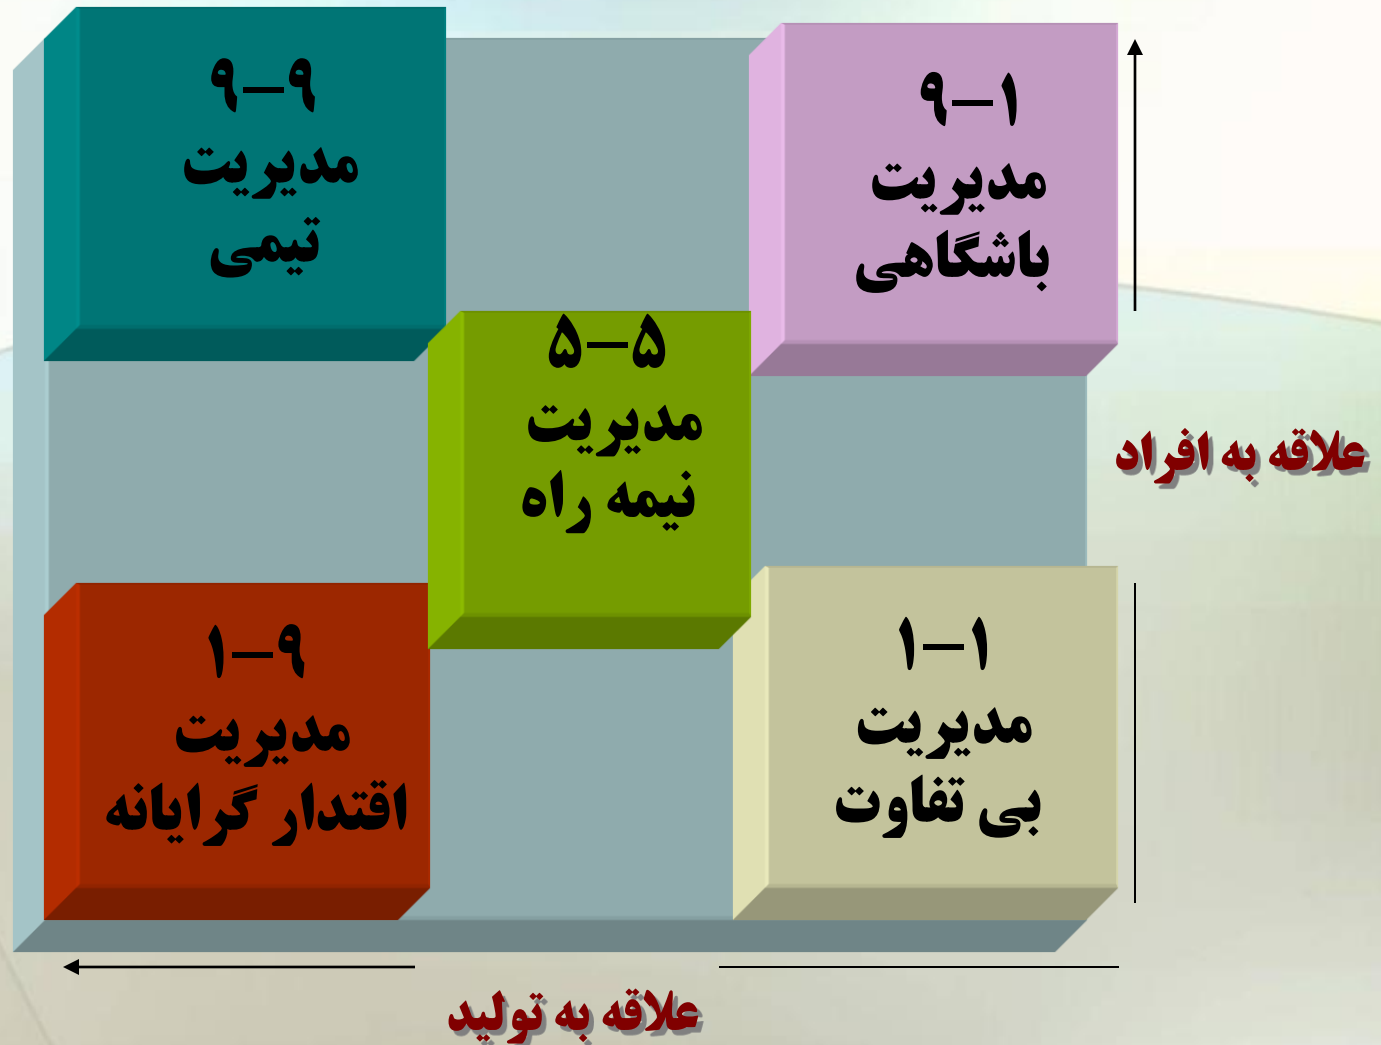 ۱–۹
مدیریت
باشگاهی
۹–۹
مدیریت
تیمی
۵–۵
مدیریت
نیمه راه
علاقه به افراد
۱–۱
مدیریت
بی تفاوت
۹–۱
مدیریت
اقتدار گرایانه
علاقه به تولید